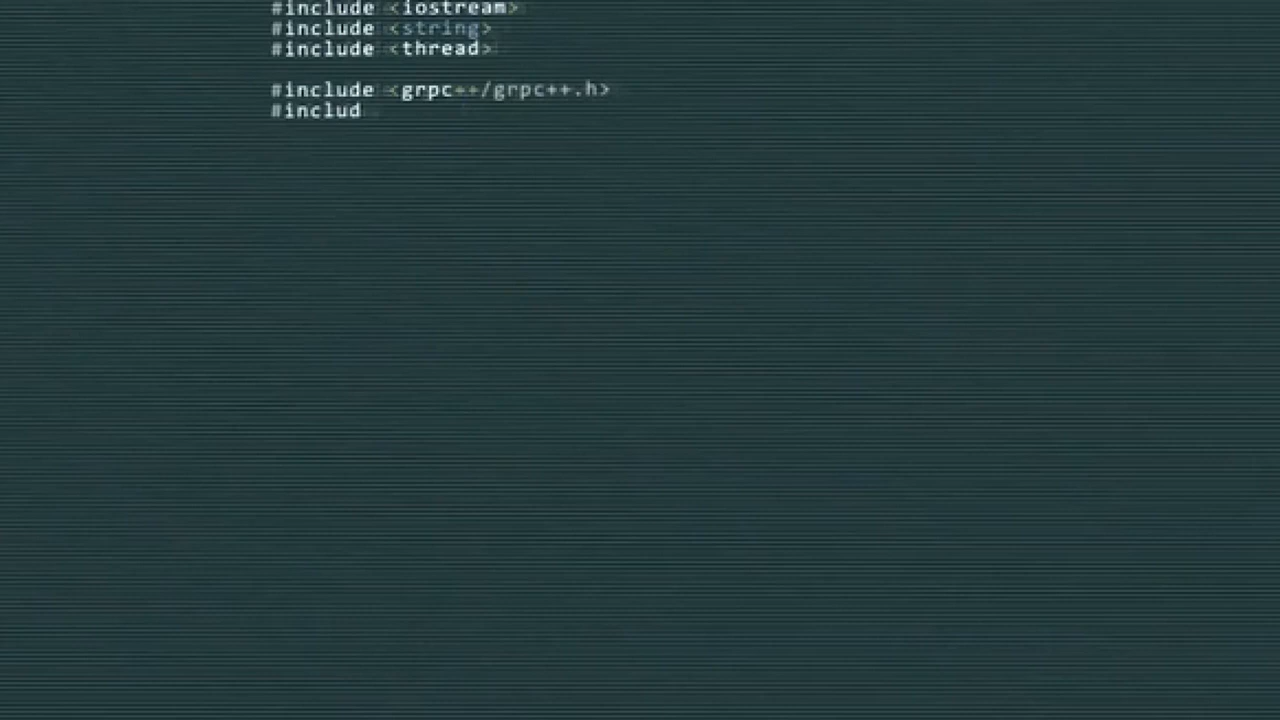 #include <iostream>
#include <string>
#include <thread>
#include <grpc++/grpc++.h>
#includ